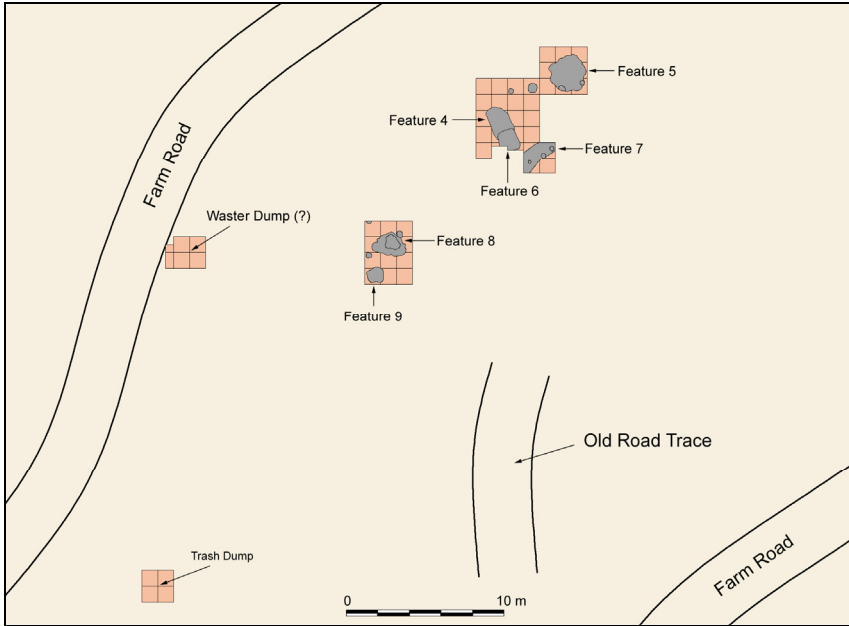 Feature 5
Feature 4
Feature 7
Feature 6
Farm Road
Waster Dump (?)
Feature 8
Feature 9
Old Road Trace
Farm Road
Trash Dump
0 10 m